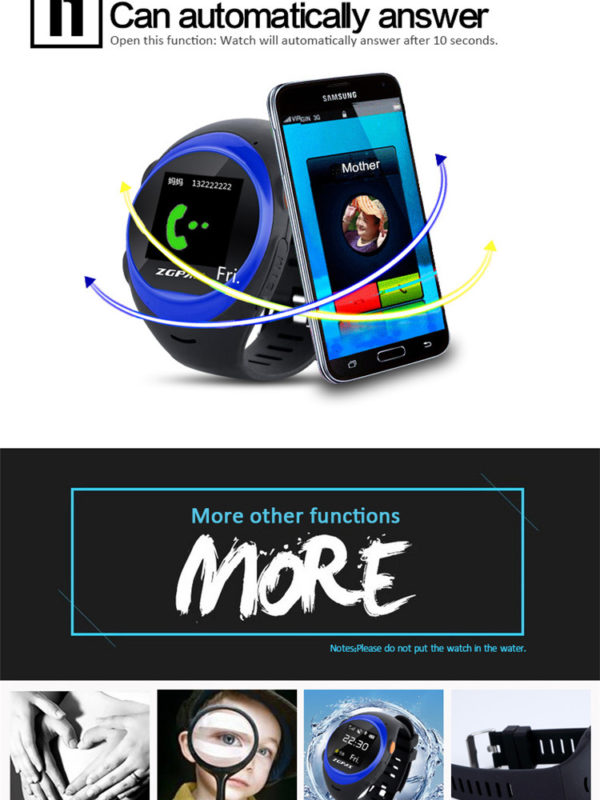 Can automatically answer
Open this function: Watch will automatically answer after 10 seconds.
SAMSUNG
VIRGIN 3G
Mother
妈妈 132222222
ZGPAX
Fri.
More other functions
MORE
Notes:Please do not put the watch in the water.
22:30
Fri.
ZGPAX